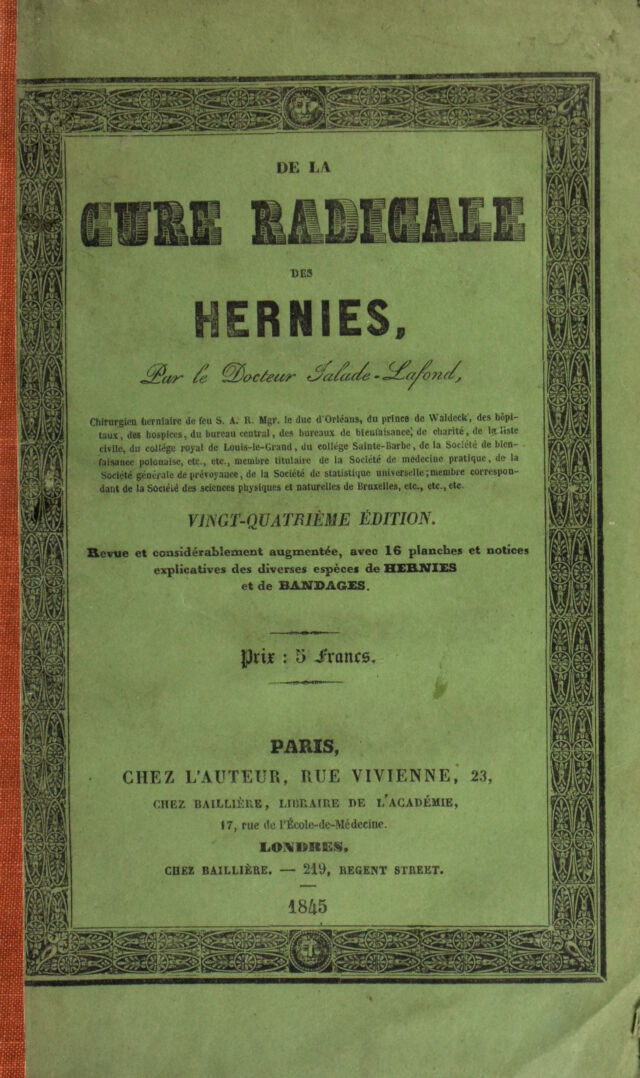 DE LA
CURE RADICALE
DES
HERNIES,
Par le Docteur Jalade-Lafond,
Chirurgien herniaire de feu S. A. R. Mgr. le duc d'Orléans, du prince de Waldeck, des hôpi-
taux, des hospices, du bureau central, des bureaux de bienfaisance, de charité, de la liste
civile, du collége royal de Louis-le-Grand, du collége Sainte-Barbe, de la Société de bien-
faisance polonaise, etc., etc., membre titulaire de la Société de médecine pratique, de la
Société générale de prévoyance, de la Société de statistique universelle; membre correspon-
dant de la Société des sciences physiques et naturelles de Bruxelles, etc., etc., etc.
VINGT-QUATRIÈME ÉDITION.
Revue et considérablement augmentée, avec 16 planches et notices
explicatives des diverses espèces de HERNIES
et de BANDAGES.
Prix : 5 Francs.
PARIS,
CHEZ L'AUTEUR, RUE VIVIENNE, 23,
CHEZ BAILLIÈRE, LIBRAIRE DE L'ACADÉMIE,
17, rue de l'École-de-Médecine.
LONDRES,
CHEZ BAILLIÈRE. — 219, REGENT STREET.
1845